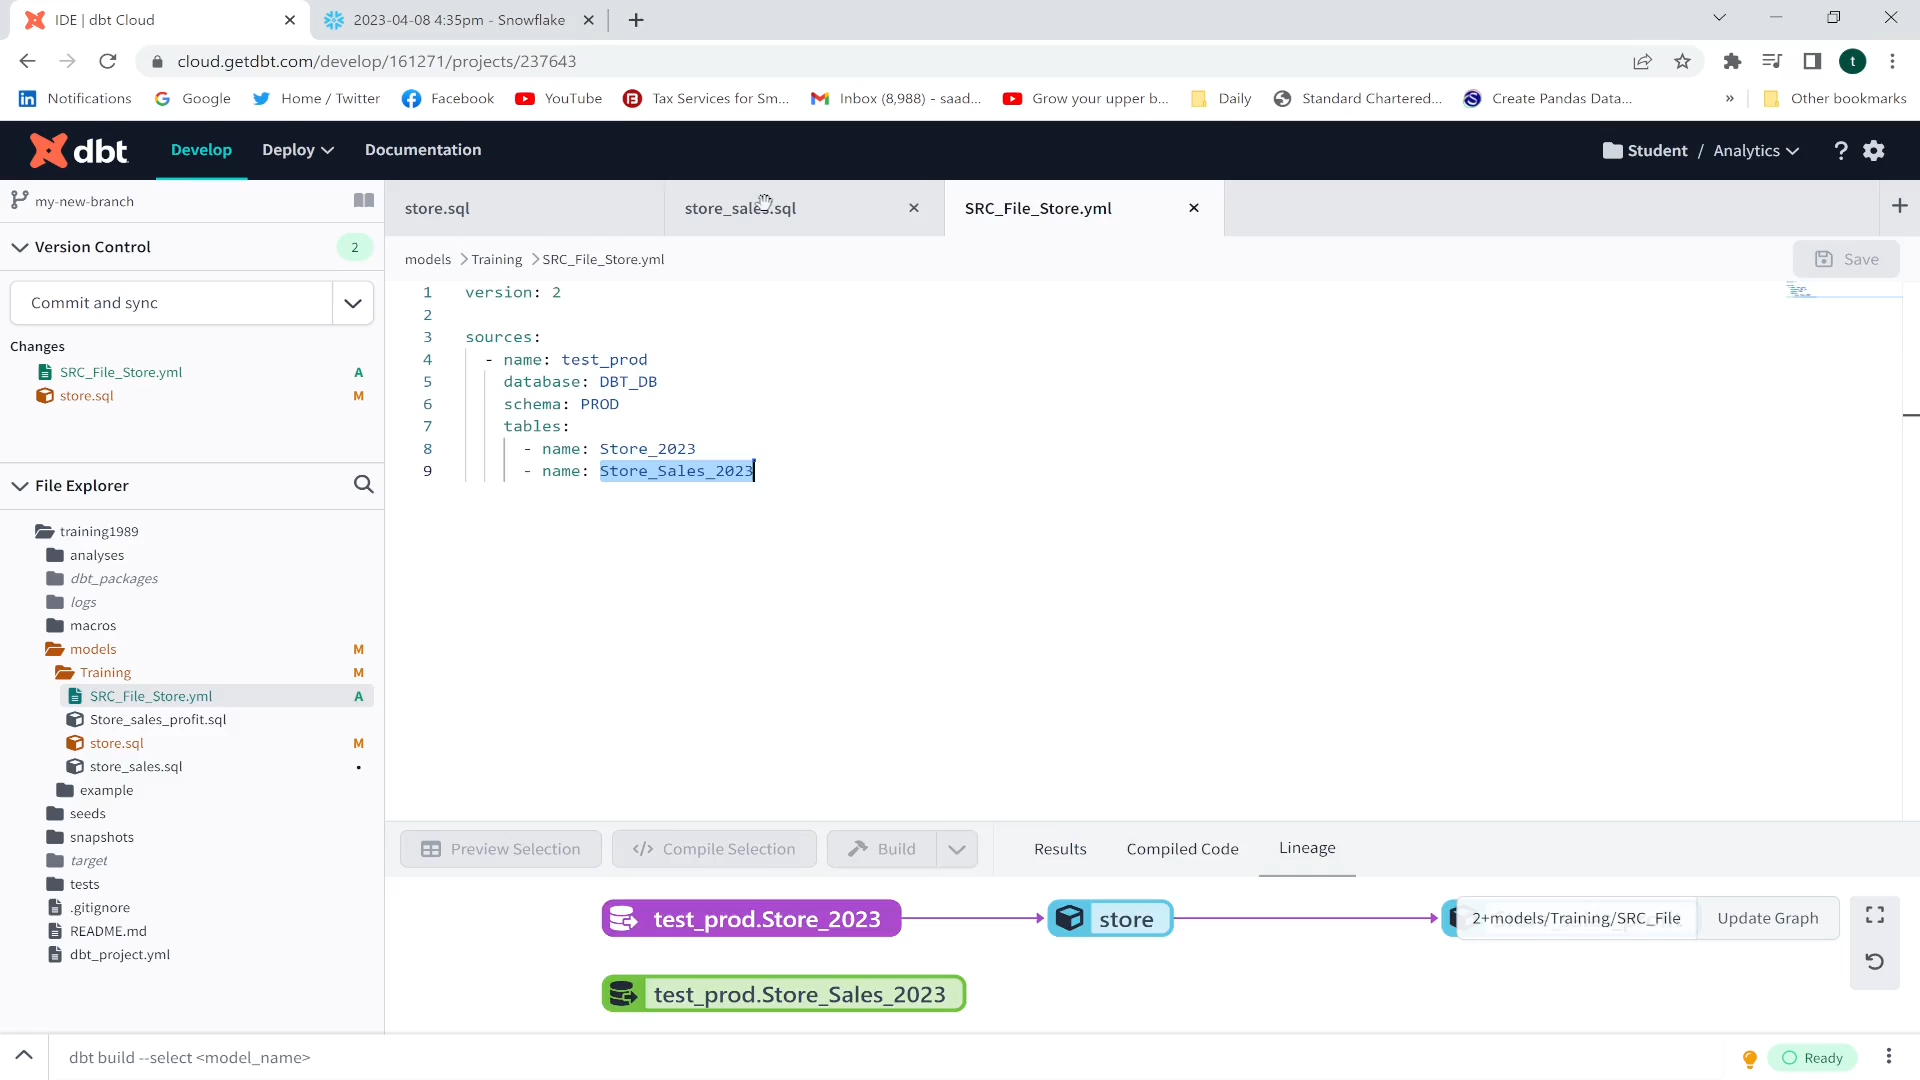 IDE | dbt Cloud
2023-04-08 4:35pm - Snowflake
cloud.getdbt.com/develop/161271/projects/237643
t
Notifications
Google
Home / Twitter
Facebook
YouTube
Tax Services for Sm...
Inbox (8,988) - saad...
Grow your upper b...
Daily
Standard Chartered...
Create Pandas Data...
»
Other bookmarks
dbt
Develop
Deploy
Documentation
Student / Analytics
?
my-new-branch
store.sql
store_sales.sql
SRC_File_Store.yml
Version Control
2
models > Training > SRC_File_Store.yml
Save
Commit and sync
Changes
SRC_File_Store.yml A
store.sql M
1 version: 2
2
3 sources:
4 - name: test_prod
5 database: DBT_DB
6 schema: PROD
7 tables:
8 - name: Store_2023
9 - name: Store_Sales_2023
File Explorer
training1989
analyses
dbt_packages
logs
macros
models M
Training M
SRC_File_Store.yml A
Store_sales_profit.sql
store.sql M
store_sales.sql •
example
seeds
snapshots
target
tests
.gitignore
README.md
dbt_project.yml
Preview Selection
</> Compile Selection
Build
Results
Compiled Code
Lineage
test_prod.Store_2023
store
2+models/Training/SRC_File
Update Graph
test_prod.Store_Sales_2023
dbt build --select <model_name>
Ready